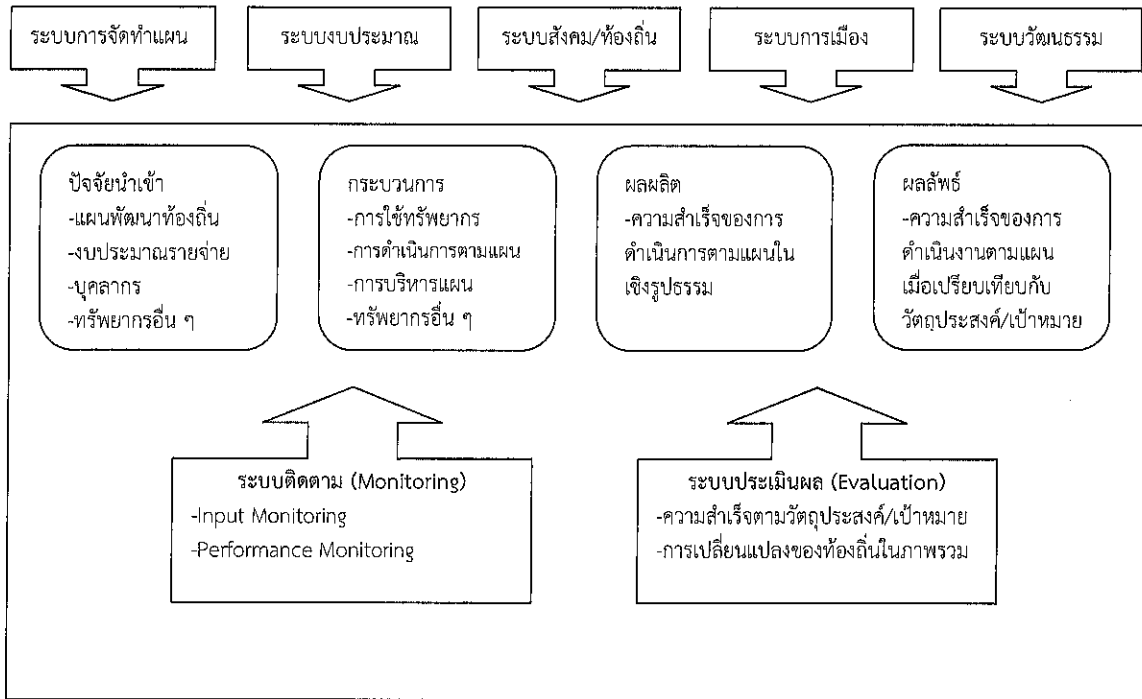 ระบบการจัดทำแผน
ระบบงบประมาณ
ระบบสังคม/ท้องถิ่น
ระบบการเมือง
ระบบวัฒนธรรม
ปัจจัยนำเข้า
-แผนพัฒนาท้องถิ่น
-งบประมาณรายจ่าย
-บุคลากร
-ทรัพยากรอื่น ๆ
กระบวนการ
-การใช้ทรัพยากร
-การดำเนินการตามแผน
-การบริหารแผน
-ทรัพยากรอื่น ๆ
ผลผลิต
-ความสำเร็จของการ
ดำเนินการตามแผนใน
เชิงรูปธรรม
ผลลัพธ์
-ความสำเร็จของการ
ดำเนินงานตามแผน
เมื่อเปรียบเทียบกับ
วัตถุประสงค์/เป้าหมาย
ระบบติดตาม (Monitoring)
-Input Monitoring
-Performance Monitoring
ระบบประเมินผล (Evaluation)
-ความสำเร็จตามวัตถุประสงค์/เป้าหมาย
-การเปลี่ยนแปลงของท้องถิ่นในภาพรวม